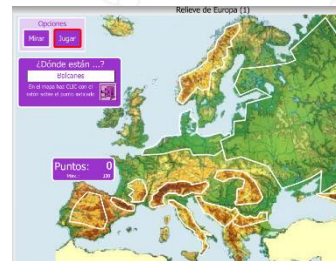 Relieve de Europa (1)
Opciones
Mirar
Jugar
¿Dónde están ...?
Balcanes
En el mapa haz CLIC con el
ratón sobre el punto adecuado
Puntos: 0